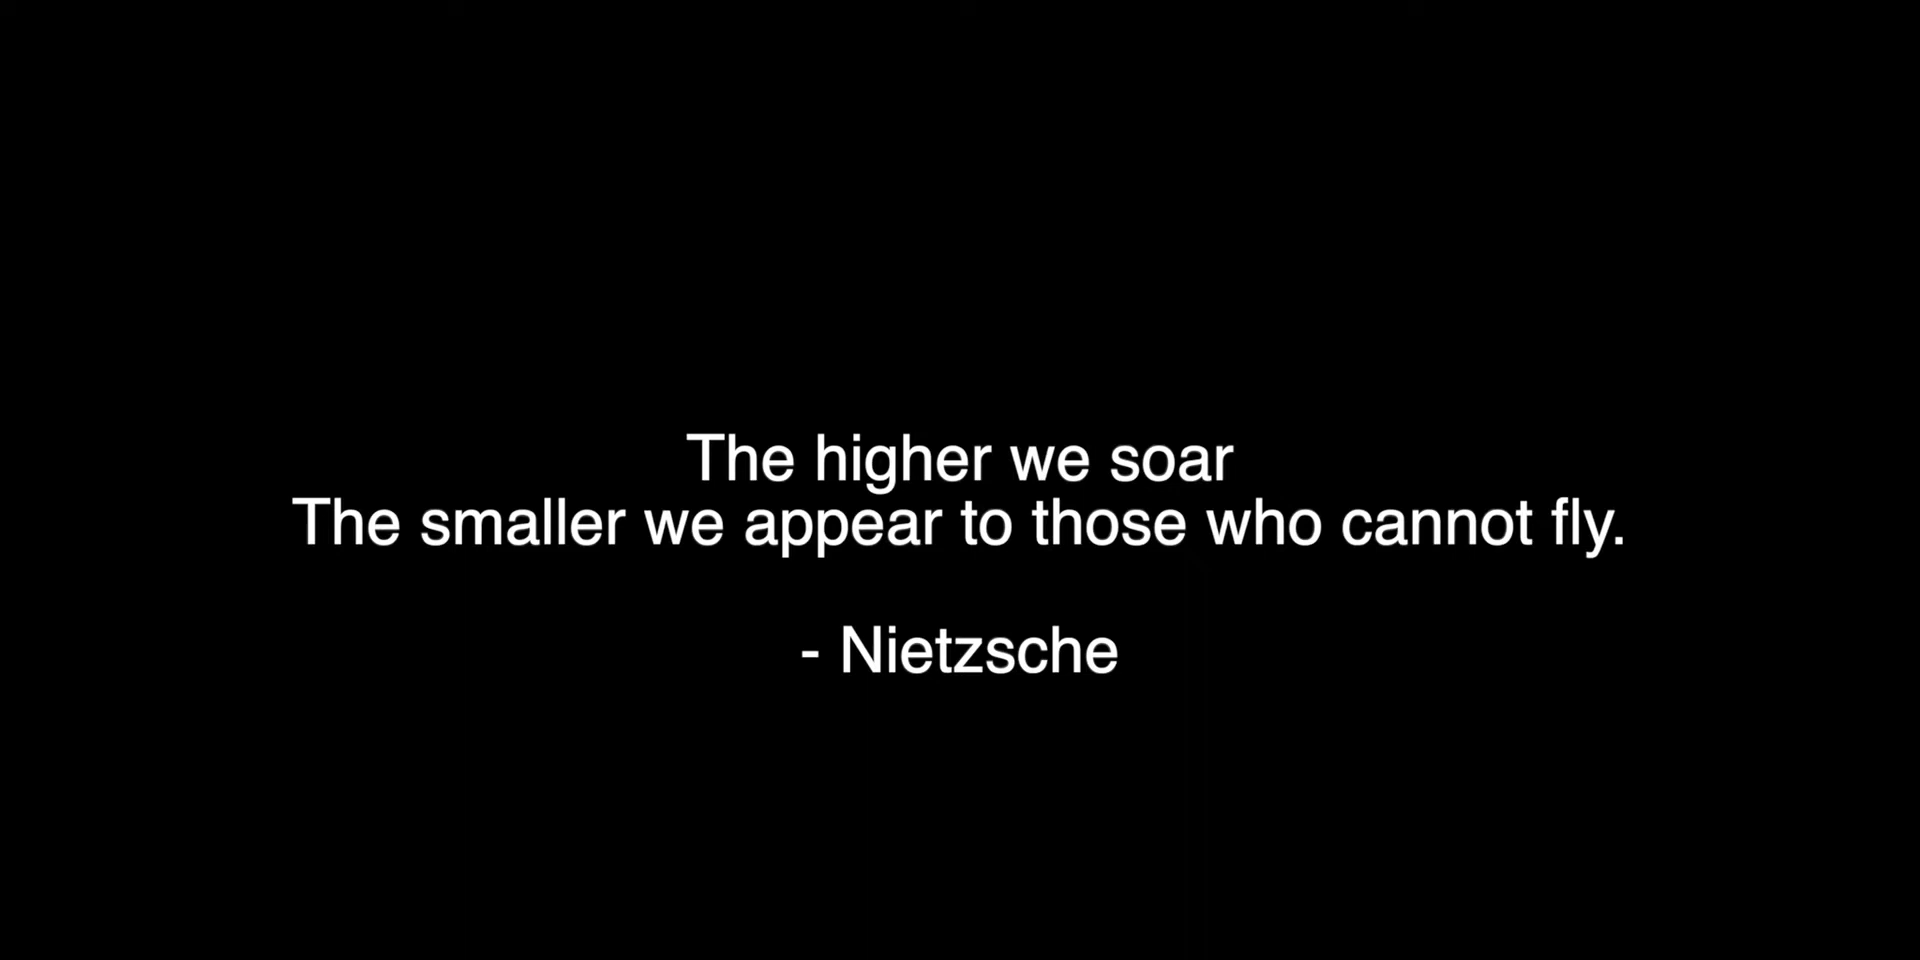 The higher we soar
The smaller we appear to those who cannot fly.
- Nietzsche